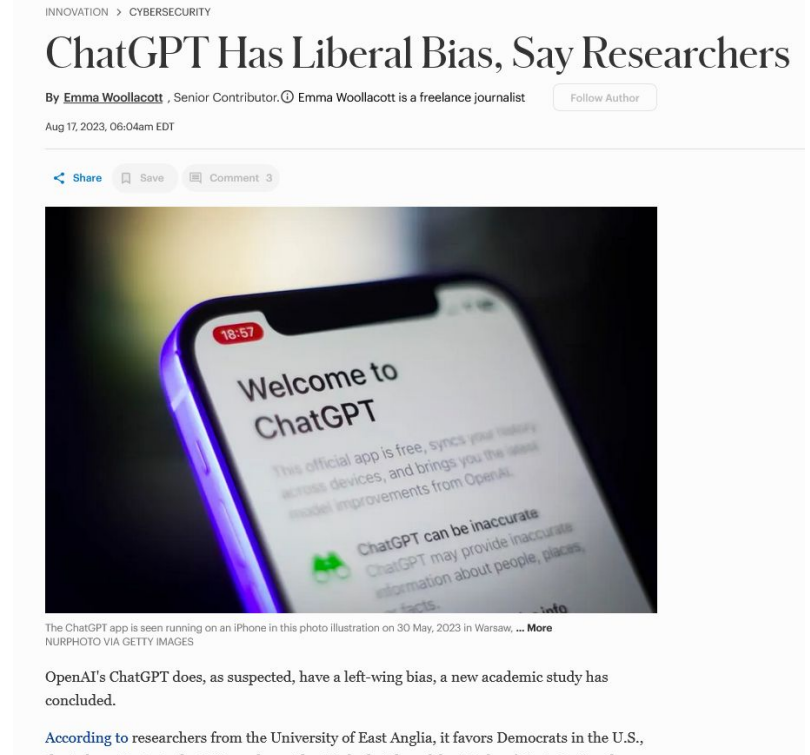 INNOVATION > CYBERSECURITY
ChatGPT Has Liberal Bias, Say Researchers
By Emma Woollacott , Senior Contributor. Emma Woollacott is a freelance journalist
Follow Author
Aug 17, 2023, 06:04am EDT
Share Save Comment 3
18:57
Welcome to
ChatGPT
This official app is free, syncs your history
across devices, and brings you the latest
model improvements from OpenAI.
ChatGPT can be inaccurate
ChatGPT may provide inaccurate
information about people, places,
or facts.
info
The ChatGPT app is seen running on an iPhone in this photo illustration on 30 May, 2023 in Warsaw, ... More
NURPHOTO VIA GETTY IMAGES
OpenAI's ChatGPT does, as suspected, have a left-wing bias, a new academic study has
concluded.
According to researchers from the University of East Anglia, it favors Democrats in the U.S.,